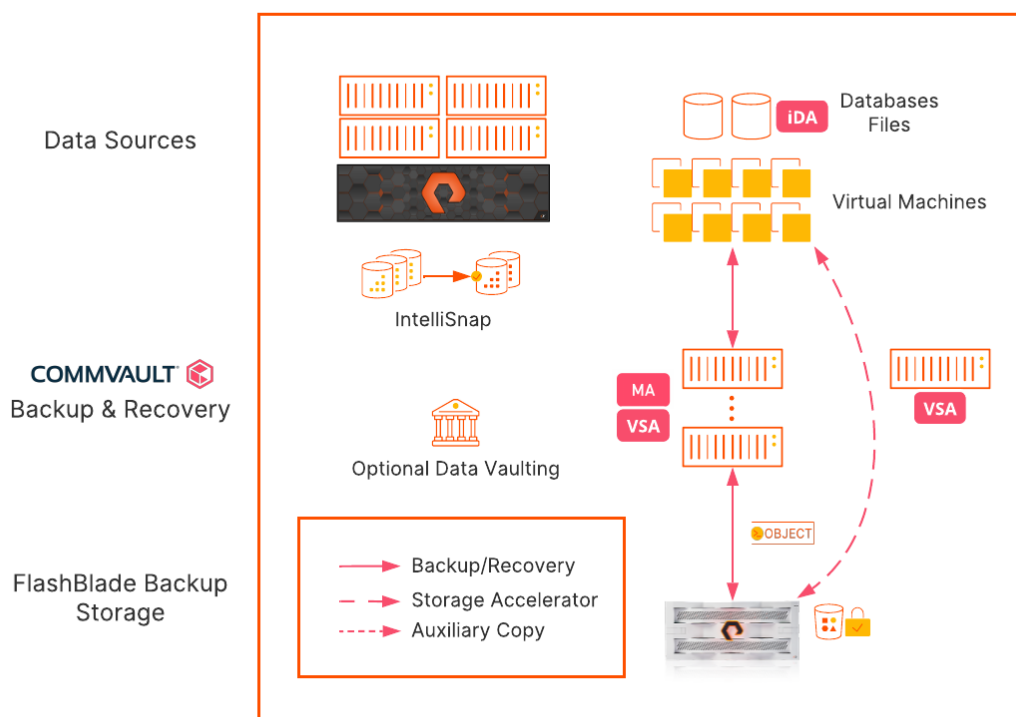 Data Sources
iDA
Databases
Files
Virtual Machines
IntelliSnap
COMMVAULT
Backup & Recovery
MA
VSA
VSA
Optional Data Vaulting
OBJECT
Backup/Recovery
Storage Accelerator
Auxiliary Copy
FlashBlade Backup
Storage